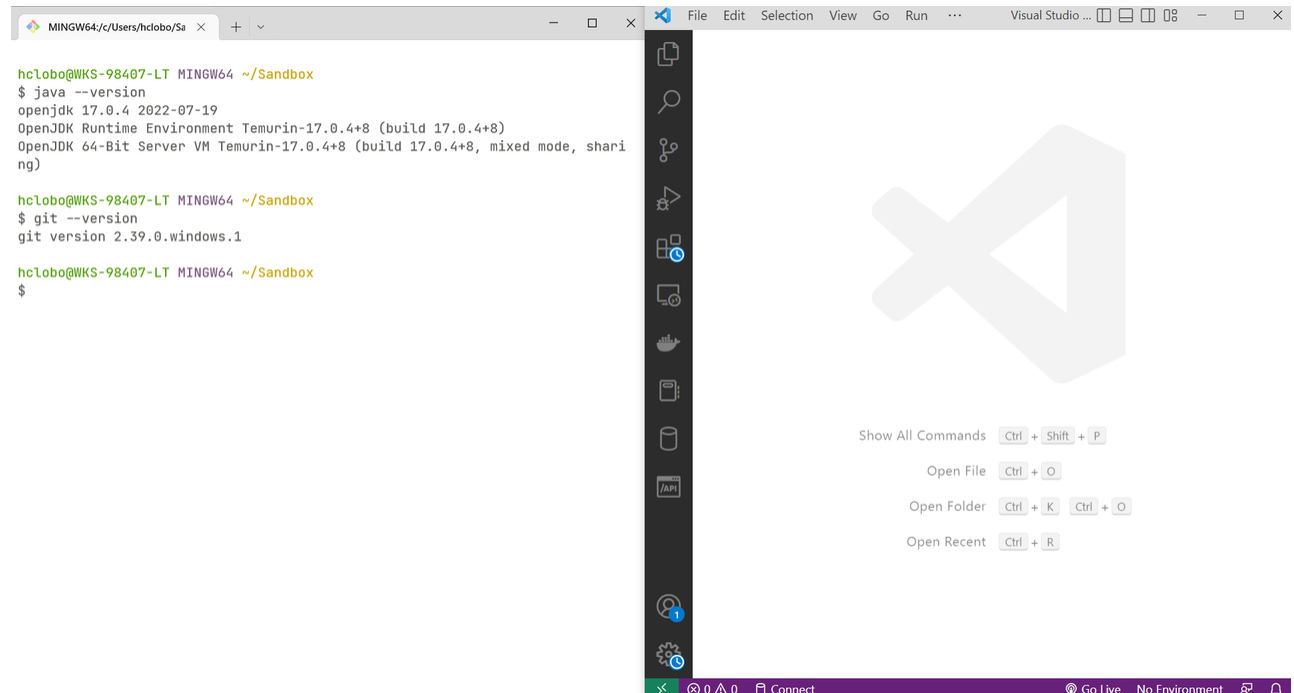 MINGW64:/c/Users/hclobo/Sa
hclobo@WKS-98407-LT MINGW64 ~/Sandbox
$ java --version
openjdk 17.0.4 2022-07-19
OpenJDK Runtime Environment Temurin-17.0.4+8 (build 17.0.4+8)
OpenJDK 64-Bit Server VM Temurin-17.0.4+8 (build 17.0.4+8, mixed mode, shari
ng)
hclobo@WKS-98407-LT MINGW64 ~/Sandbox
$ git --version
git version 2.39.0.windows.1
hclobo@WKS-98407-LT MINGW64 ~/Sandbox
$
File Edit Selection View Go Run ··· Visual Studio ...
/API
Show All Commands Ctrl + Shift + P
Open File Ctrl + O
Open Folder Ctrl + K Ctrl + O
Open Recent Ctrl + R
1
0 0 Connect Go Live No Environment